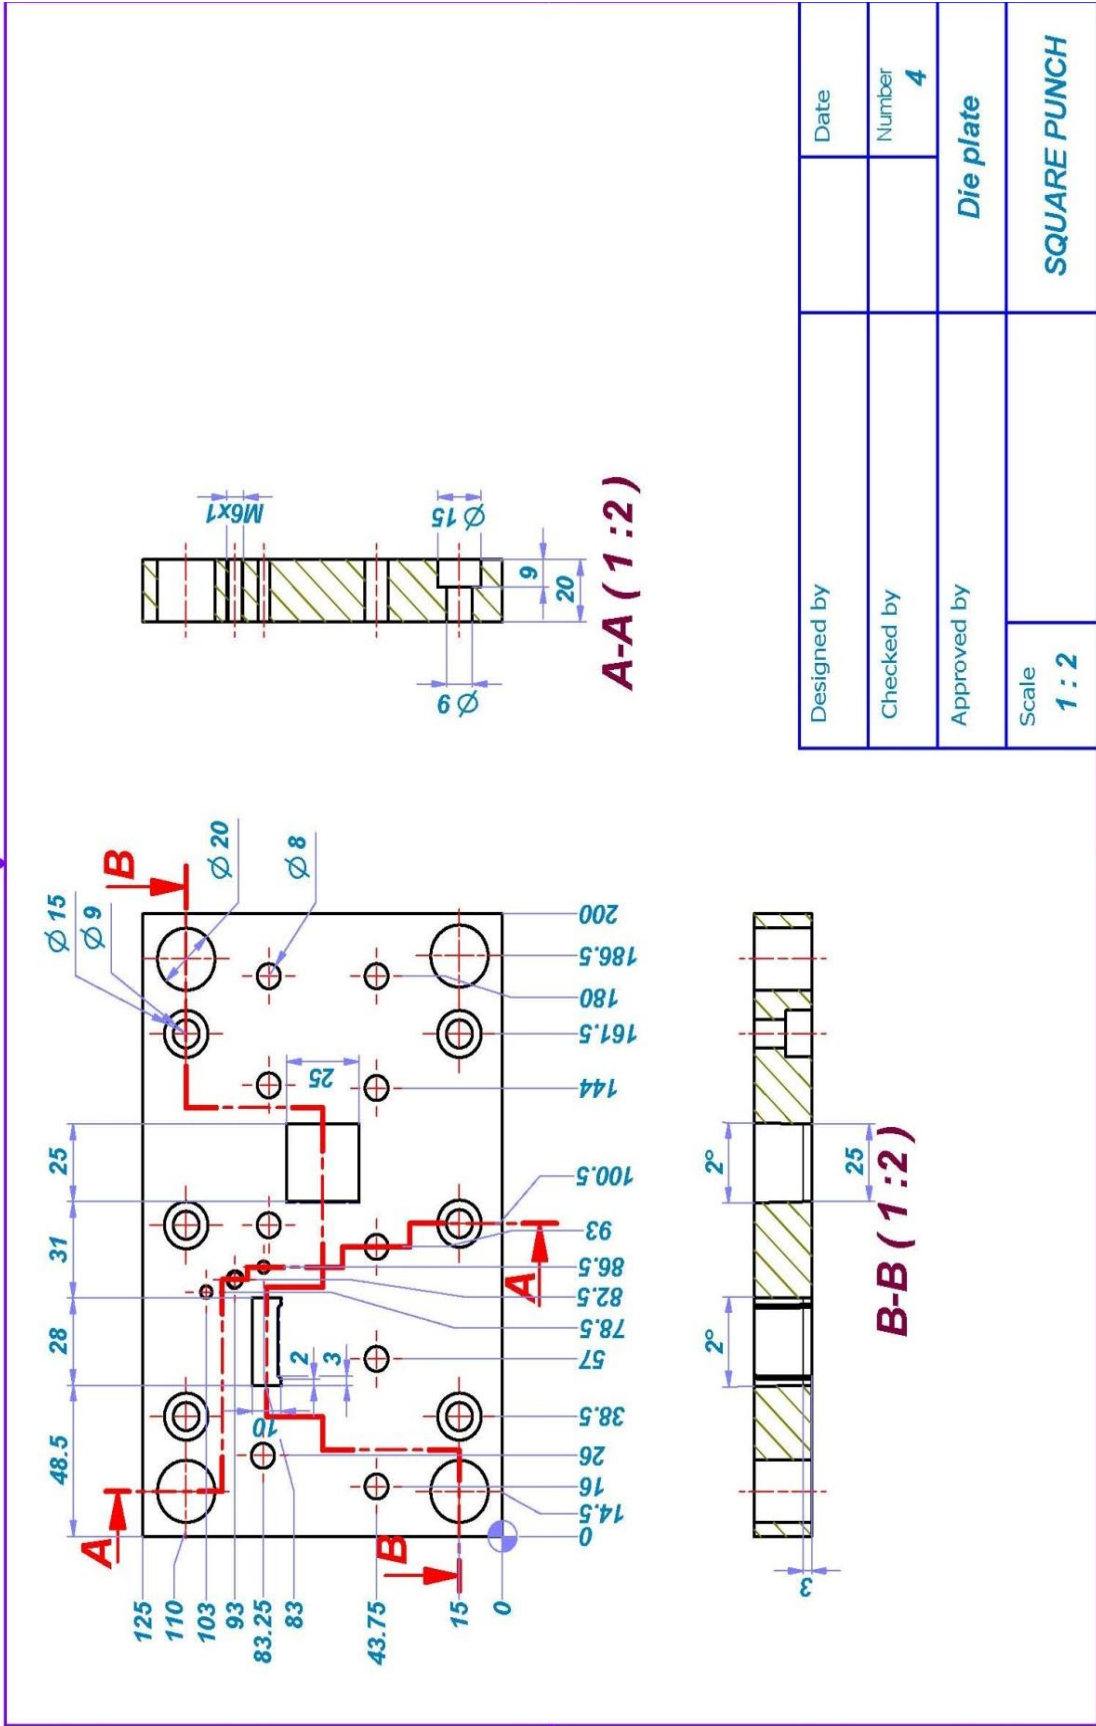 A-A ( 1 : 2 )
M6x1
Ø 15
Ø 9
9
20
B
B
A
A
Ø 15
Ø 9
Ø 20
Ø 8
48.5
28
31
25
25
10
2
3
125
110
103
93
83.25
83
43.75
15
0
0
14.5
16
26
38.5
57
78.5
82.5
86.5
93
100.5
144
161.5
180
186.5
200
2°
2°
25
3
B-B ( 1 : 2 )
Designed by
Checked by
Approved by
Scale
1 : 2
Date
Number
4
Die plate
SQUARE PUNCH